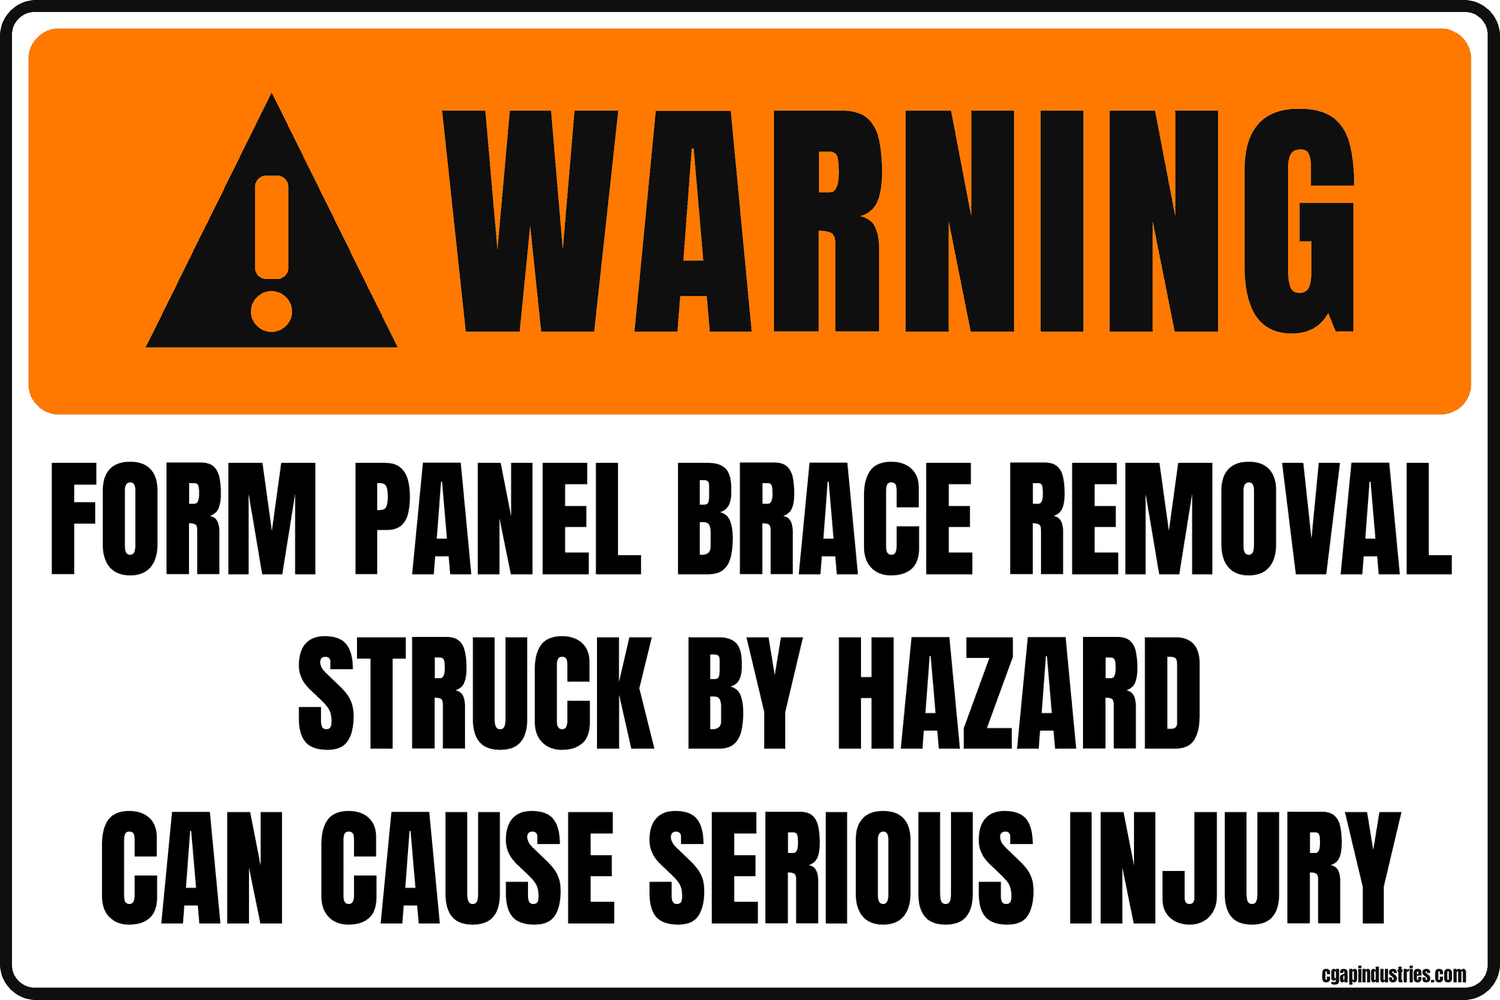 WARNING
FORM PANEL BRACE REMOVAL
STRUCK BY HAZARD
CAN CAUSE SERIOUS INJURY
cgapindustries.com